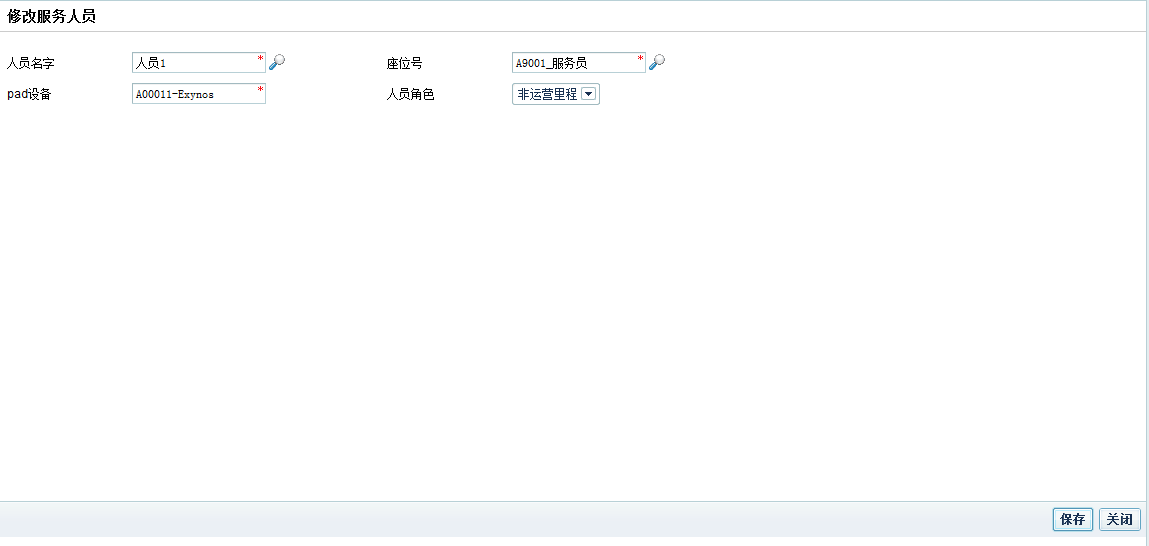 修改服务人员
人员名字 人员1 * 座位号 A9001_服务员 *
pad设备 A00011-Exynos * 人员角色 非运营里程
保存 关闭